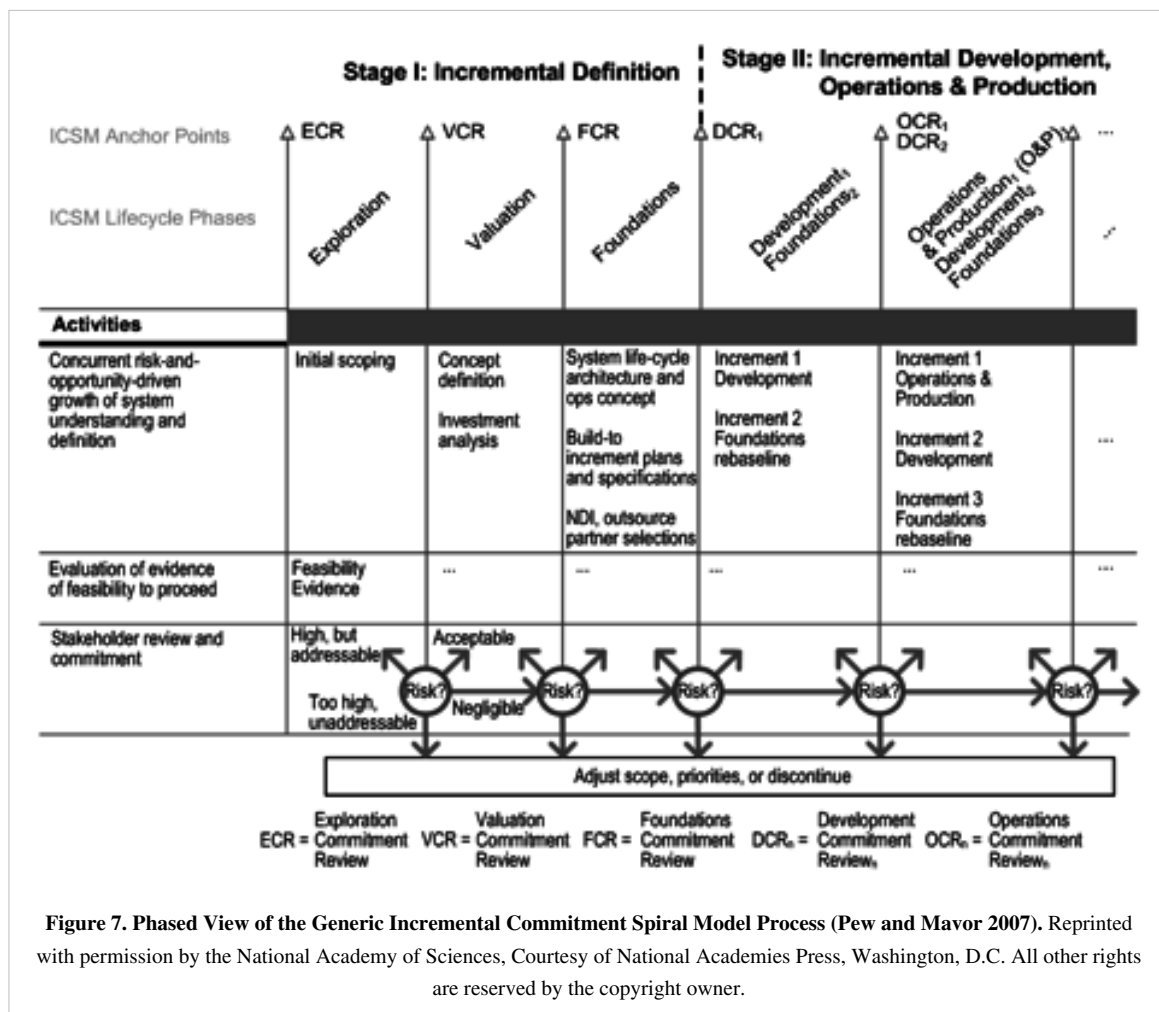 Stage I: Incremental Definition
Stage II: Incremental Development,
Operations & Production
ICSM Anchor Points
ECR
VCR
FCR
DCR₁
OCR₁
DCR₂
...
ICSM Lifecycle Phases
Exploration
Valuation
Foundations
Development₁
Foundations₂
Operations
& Production₁ (O&P)
Development₂
Foundations₃
...
Activities
Concurrent risk-and-
opportunity-driven
growth of system
understanding and
definition
Initial scoping
Concept
definition
Investment
analysis
System life-cycle
architecture and
ops concept
Build-to
increment plans
and specifications
NDI, outsource
partner selections
Increment 1
Development
Increment 2
Foundations
rebaseline
Increment 1
Operations &
Production
Increment 2
Development
Increment 3
Foundations
rebaseline
...
Evaluation of evidence
of feasibility to proceed
Feasibility
Evidence
...
...
...
...
...
Stakeholder review and
commitment
High, but
addressable
Acceptable
Too high,
unaddressable
Negligible
Risk?
Risk?
Risk?
Risk?
Risk?
Adjust scope, priorities, or discontinue
ECR = Exploration
Commitment
Review
VCR = Valuation
Commitment
Review
FCR = Foundations
Commitment
Review
DCRₙ = Development
Commitment
Reviewₙ
OCRₙ = Operations
Commitment
Reviewₙ
Figure 7. Phased View of the Generic Incremental Commitment Spiral Model Process (Pew and Mavor 2007). Reprinted
with permission by the National Academy of Sciences, Courtesy of National Academies Press, Washington, D.C. All other rights
are reserved by the copyright owner.